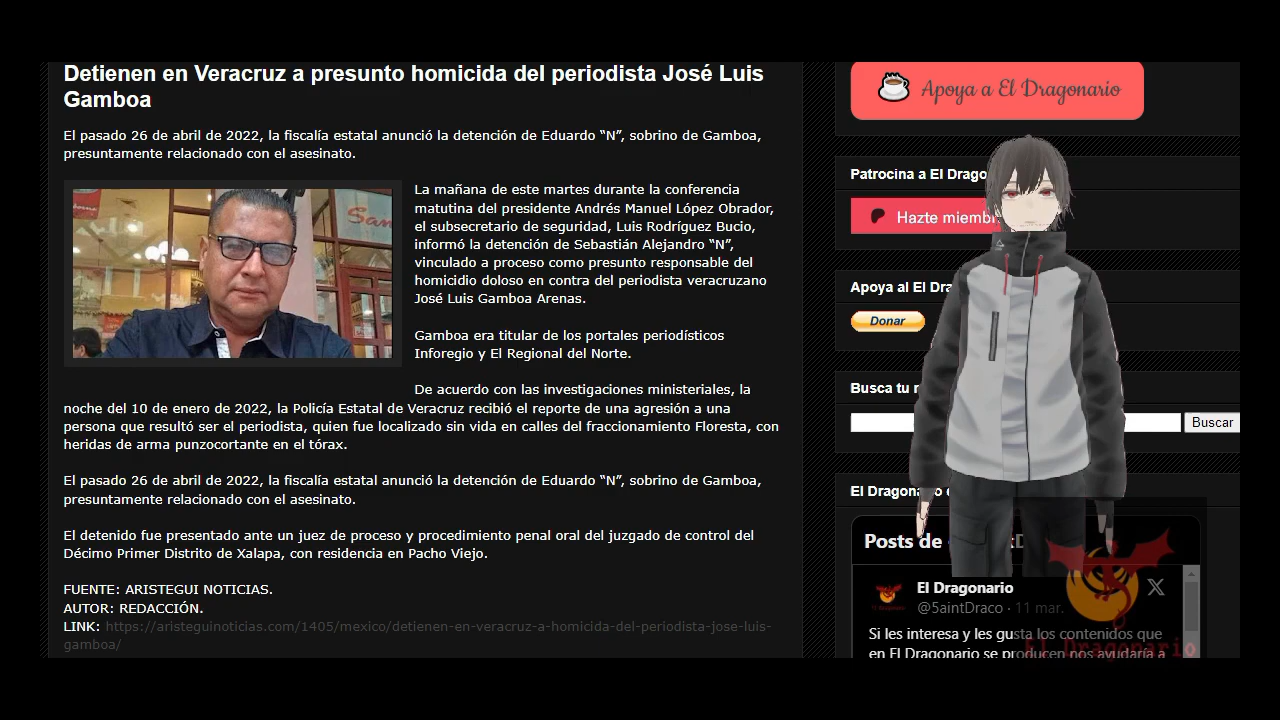 Detienen en Veracruz a presunto homicida del periodista José Luis
Gamboa
El pasado 26 de abril de 2022, la fiscalía estatal anunció la detención de Eduardo “N”, sobrino de Gamboa,
presuntamente relacionado con el asesinato.
La mañana de este martes durante la conferencia
matutina del presidente Andrés Manuel López Obrador,
el subsecretario de seguridad, Luis Rodríguez Bucio,
informó la detención de Sebastián Alejandro “N”,
vinculado a proceso como presunto responsable del
homicidio doloso en contra del periodista veracruzano
José Luis Gamboa Arenas.
Gamboa era titular de los portales periodísticos
Inforegio y El Regional del Norte.
De acuerdo con las investigaciones ministeriales, la
noche del 10 de enero de 2022, la Policía Estatal de Veracruz recibió el reporte de una agresión a una
persona que resultó ser el periodista, quien fue localizado sin vida en calles del fraccionamiento Floresta, con
heridas de arma punzocortante en el tórax.
El pasado 26 de abril de 2022, la fiscalía estatal anunció la detención de Eduardo “N”, sobrino de Gamboa,
presuntamente relacionado con el asesinato.
El detenido fue presentado ante un juez de proceso y procedimiento penal oral del juzgado de control del
Décimo Primer Distrito de Xalapa, con residencia en Pacho Viejo.
FUENTE: ARISTEGUI NOTICIAS.
AUTOR: REDACCIÓN.
LINK: https://aristeguinoticias.com/1405/mexico/detienen-en-veracruz-a-homicida-del-periodista-jose-luis-
gamboa/
Apoya a El Dragonario
Patrocina a El Drago
Hazte miemb
Apoya al El Dra
Donar
Busca tu
Buscar
El Dragonario
Posts de
El Dragonario
@5aintDraco · 11 mar.
Si les interesa y les gusta los contenidos que
en El Dragonario se producen nos ayudaría a
El Dragonario